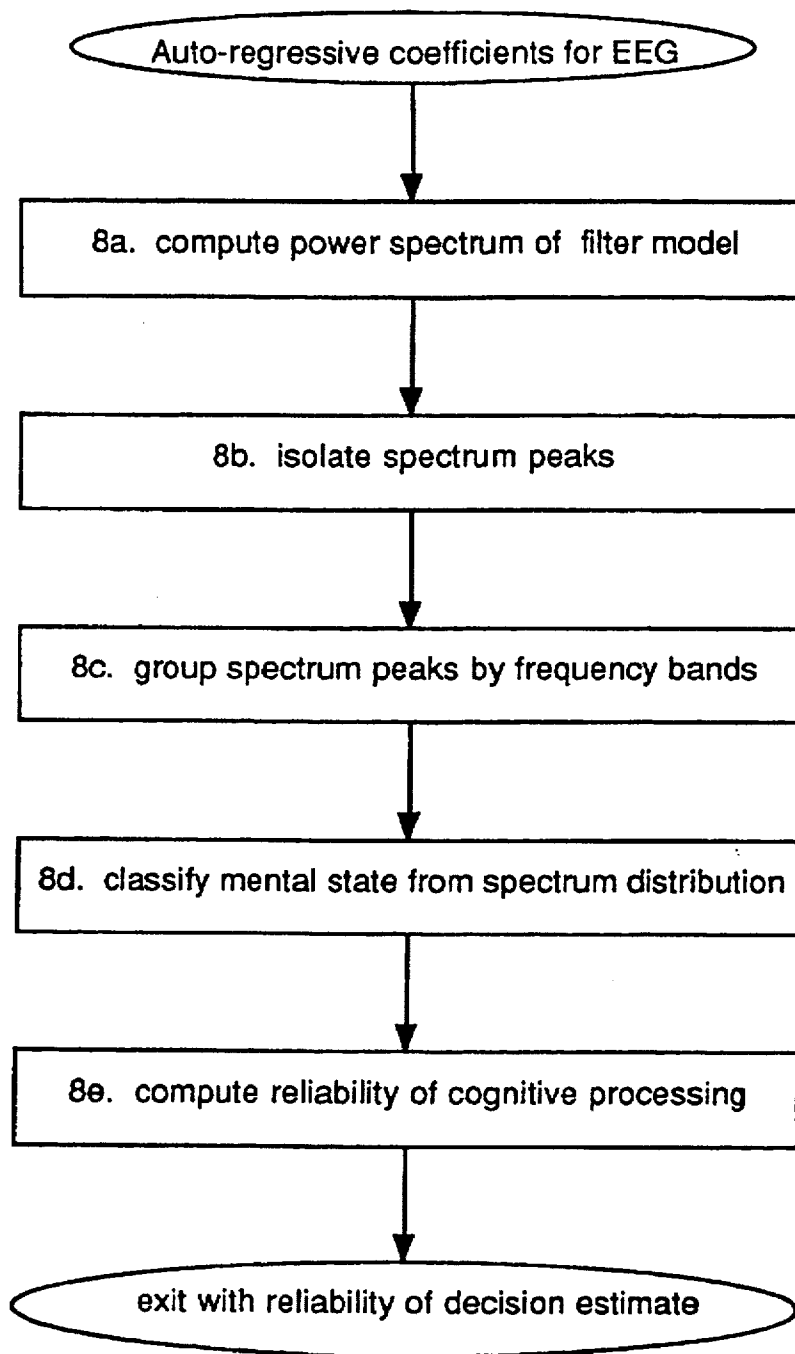 Auto-regressive coefficients for EEG
8a. compute power spectrum of filter model
8b. isolate spectrum peaks
8c. group spectrum peaks by frequency bands
8d. classify mental state from spectrum distribution
8e. compute reliability of cognitive processing
exit with reliability of decision estimate